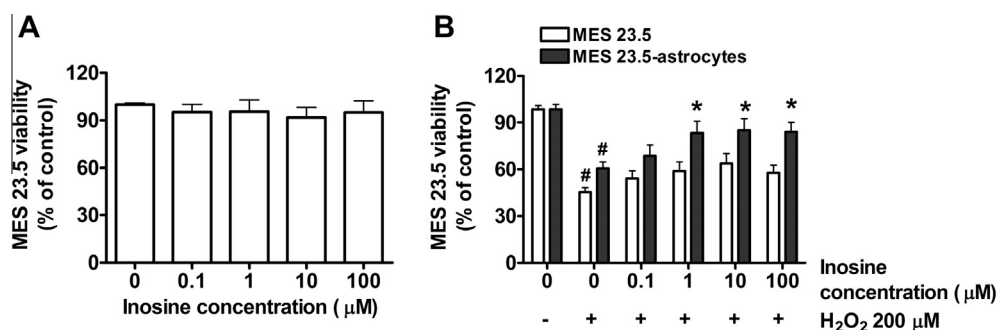 A
MES 23.5 viability
(% of control)
120
90
60
30
0
0 0.1 1 10 100
Inosine concentration ( μM)
B
MES 23.5
MES 23.5-astrocytes
MES 23.5 viability
(% of control)
120
90
60
30
0
# # * * *
0 0 0.1 1 10 100
Inosine
concentration ( μM)
- + + + + + H₂O₂ 200 μM